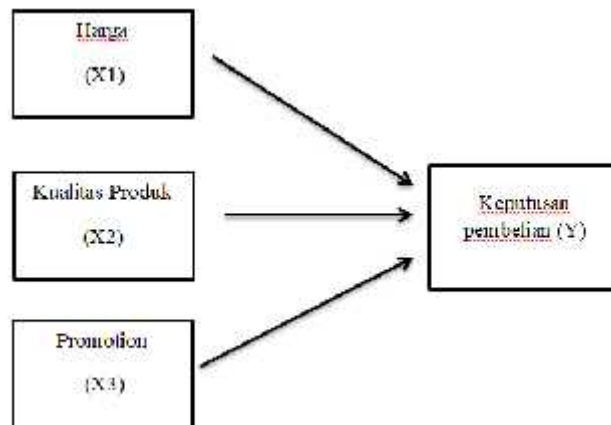 Harga
(X1)
Kualitas Produk
(X2)
Promotion
(X3)
Keputusan
pembelian (Y)